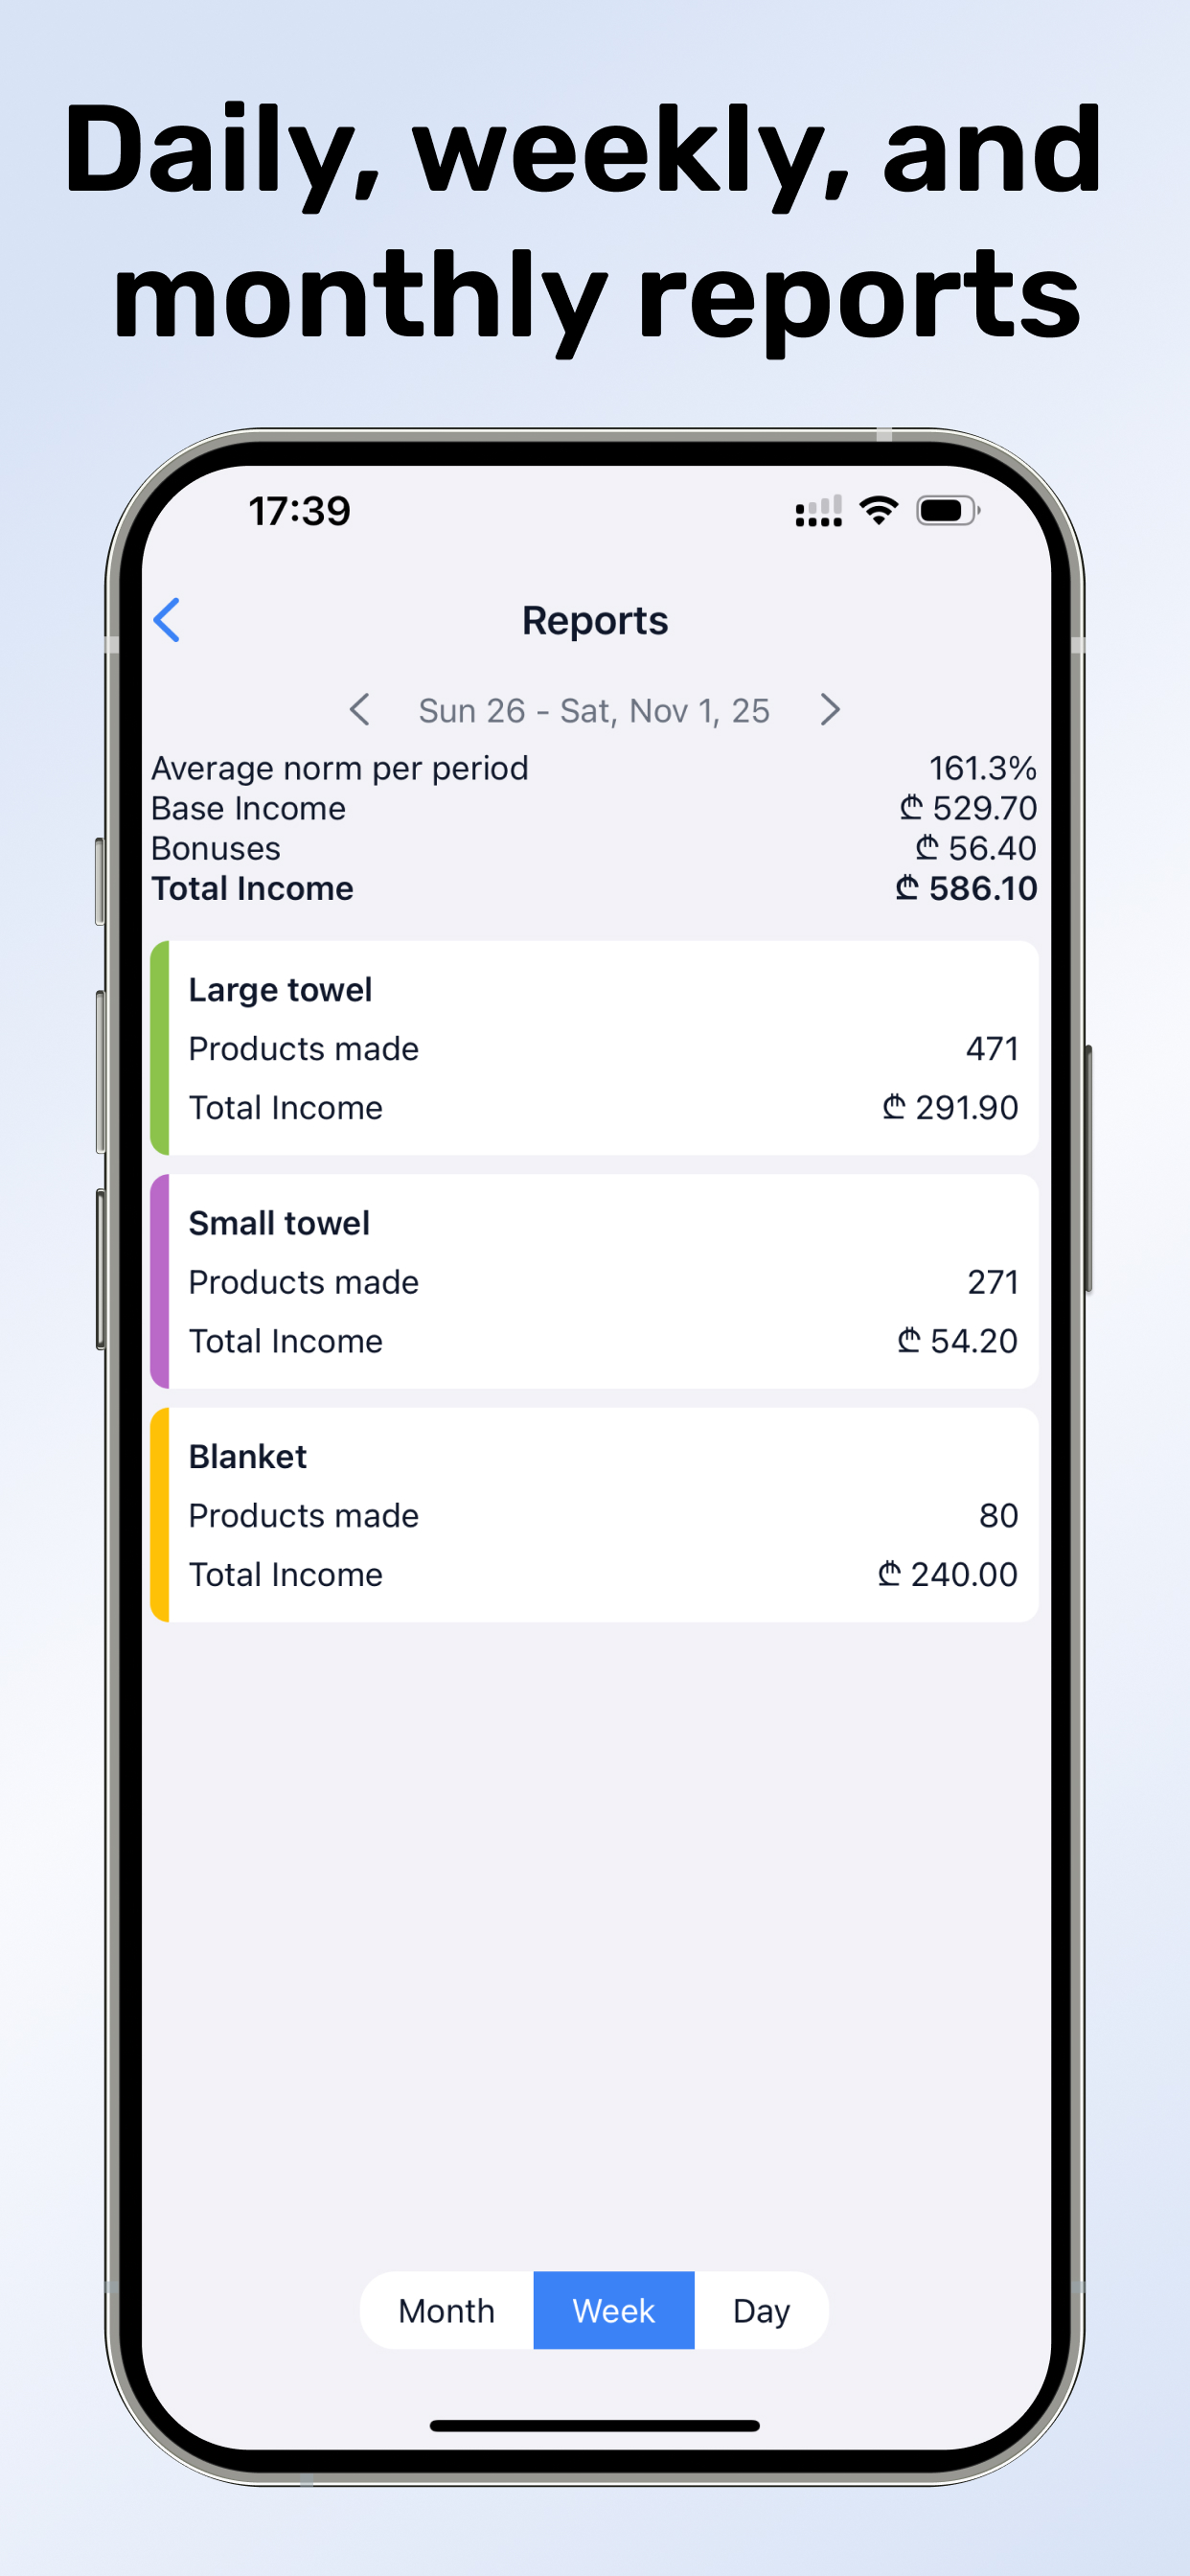 Daily, weekly, and
monthly reports
17:39
Reports
Sun 26 - Sat, Nov 1, 25
Average norm per period 161.3%
Base Income ₾ 529.70
Bonuses ₾ 56.40
Total Income ₾ 586.10
Large towel
Products made 471
Total Income ₾ 291.90
Small towel
Products made 271
Total Income ₾ 54.20
Blanket
Products made 80
Total Income ₾ 240.00
Month Week Day